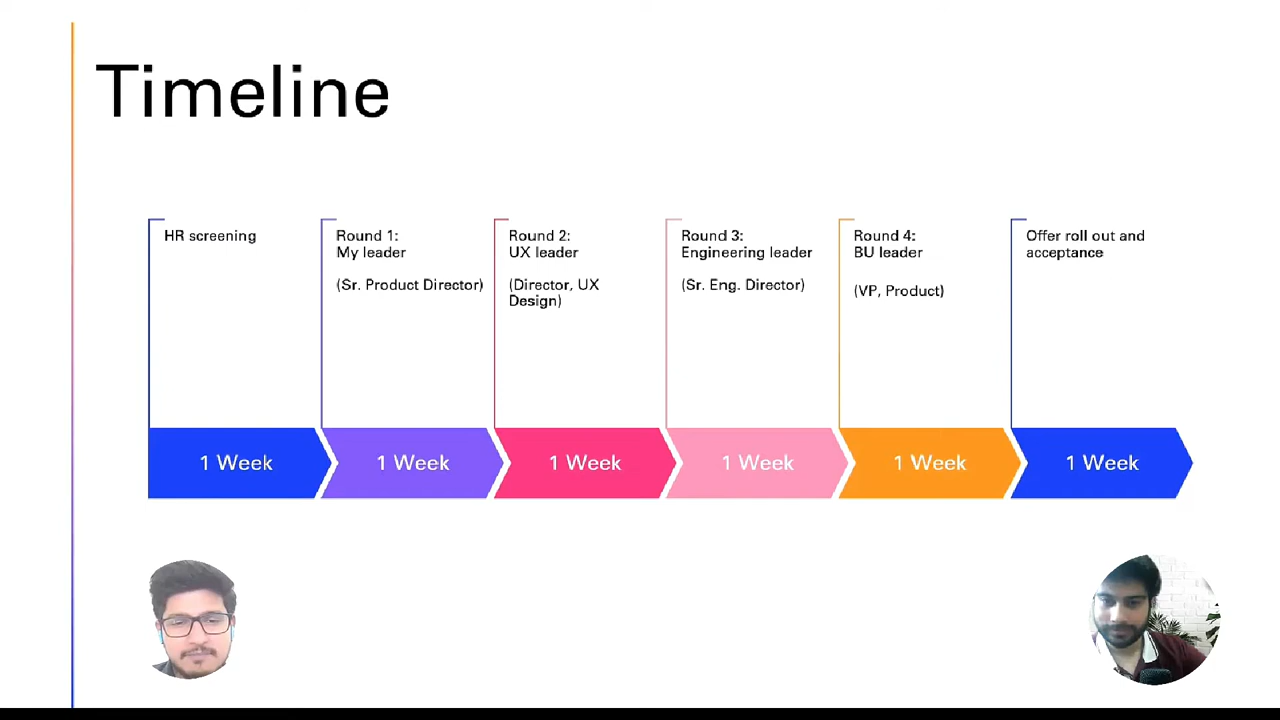 Timeline
HR screening
Round 1:
My leader
(Sr. Product Director)
Round 2:
UX leader
(Director, UX
Design)
Round 3:
Engineering leader
(Sr. Eng. Director)
Round 4:
BU leader
(VP, Product)
Offer roll out and
acceptance
1 Week
1 Week
1 Week
1 Week
1 Week
1 Week